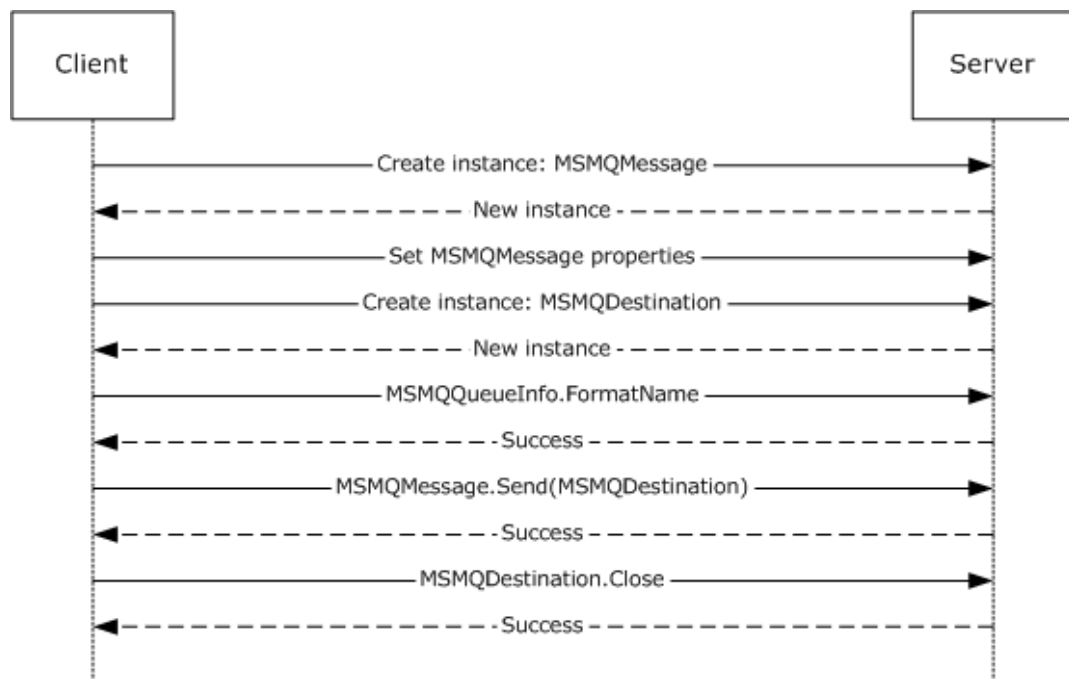 Client
Server
Create instance: MSMQMessage
New instance
Set MSMQMessage properties
Create instance: MSMQDestination
New instance
MSMQQueueInfo.FormatName
Success
MSMQMessage.Send(MSMQDestination)
Success
MSMQDestination.Close
Success